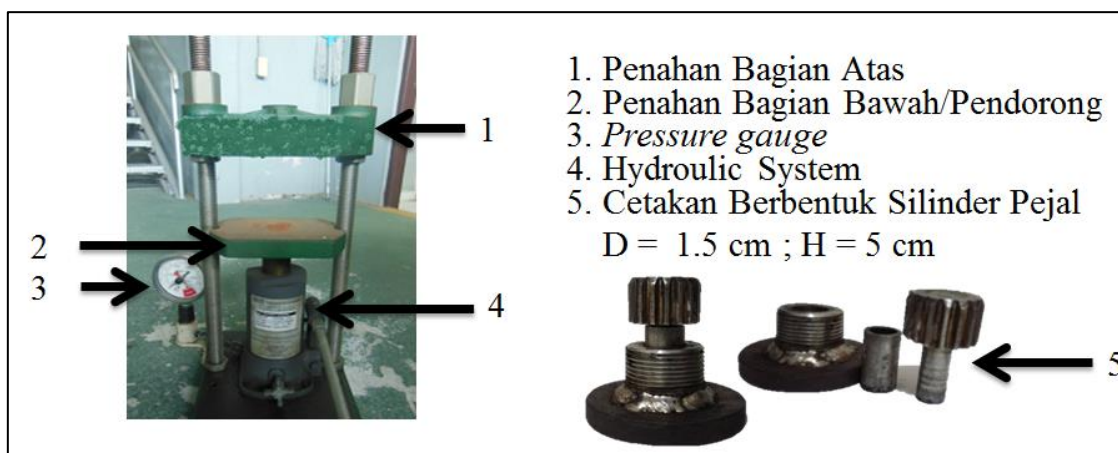 1. Penahan Bagian Atas
2. Penahan Bagian Bawah/Pendorong
3. Pressure gauge
4. Hydroulic System
5. Cetakan Berbentuk Silinder Pejal
D = 1.5 cm ; H = 5 cm
1
2
3
4
5